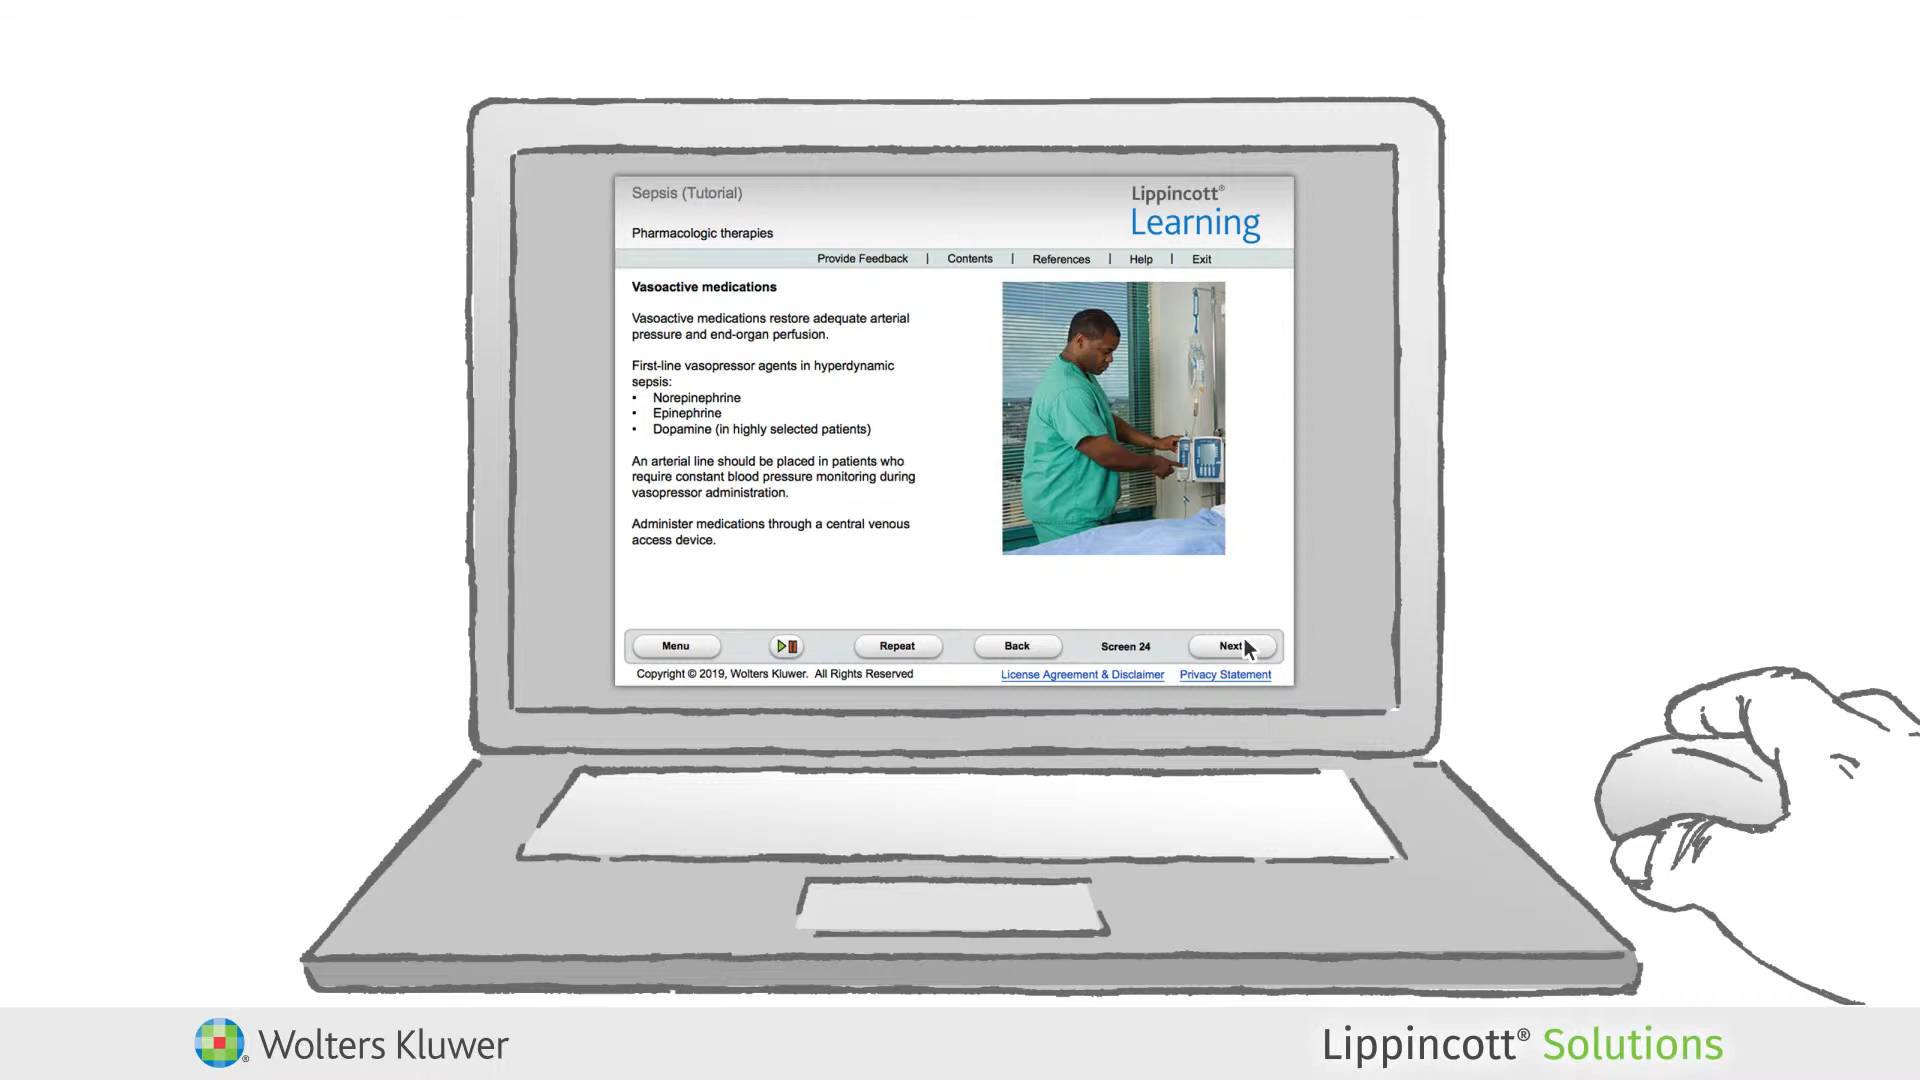 Sepsis (Tutorial)
Lippincott®
Learning
Pharmacologic therapies
Provide Feedback | Contents | References | Help | Exit
Vasoactive medications
Vasoactive medications restore adequate arterial
pressure and end-organ perfusion.
First-line vasopressor agents in hyperdynamic
sepsis:
• Norepinephrine
• Epinephrine
• Dopamine (in highly selected patients)
An arterial line should be placed in patients who
require constant blood pressure monitoring during
vasopressor administration.
Administer medications through a central venous
access device.
Menu Repeat Back Screen 24 Next
Copyright © 2019, Wolters Kluwer. All Rights Reserved License Agreement & Disclaimer Privacy Statement
Wolters Kluwer
Lippincott® Solutions